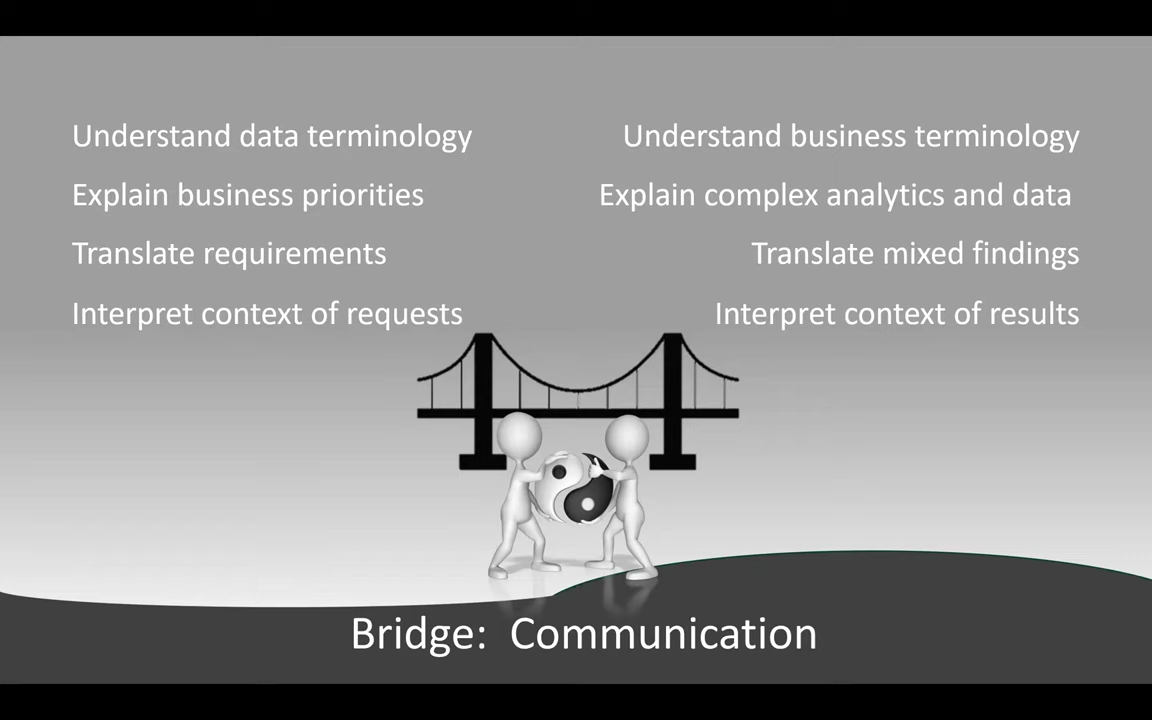 Understand data terminology
Explain business priorities
Translate requirements
Interpret context of requests
Understand business terminology
Explain complex analytics and data
Translate mixed findings
Interpret context of results
Bridge:  Communication